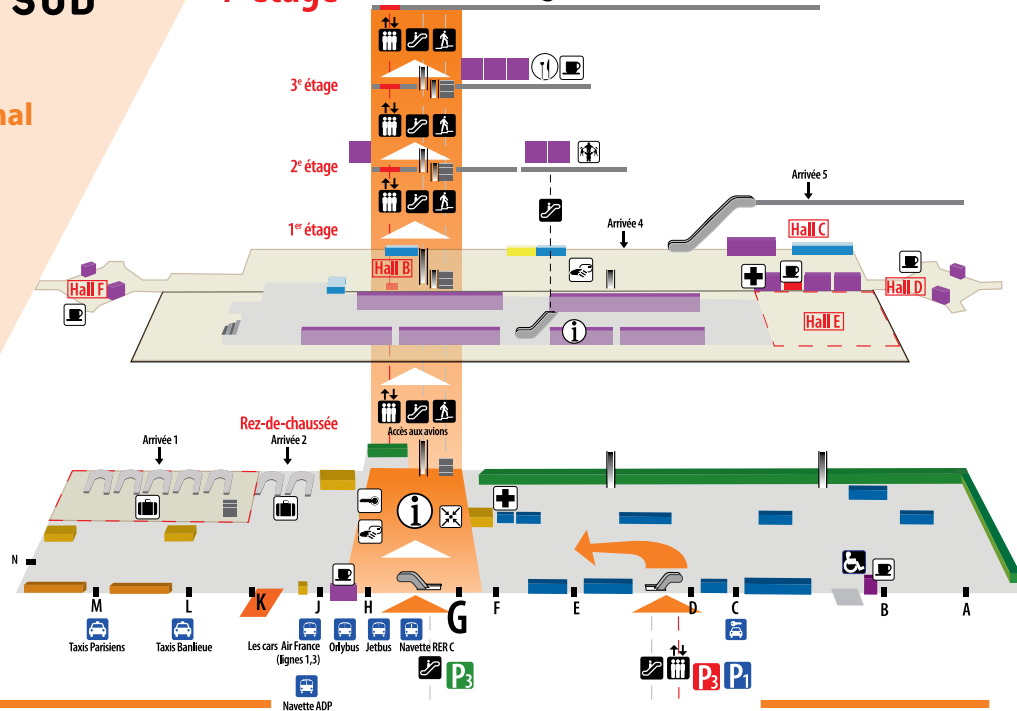 SUD
étage
nal
3e étage
2e étage
Arrivée 5
1er étage
Arrivée 4
Hall C
Hall B
Hall F
Hall D
Hall E
i
Rez-de-chaussée
Accès aux avions
Arrivée 1
Arrivée 2
i
N
M
L
K
J
H
G
F
E
D
C
B
A
Taxis Parisiens
Taxis Banlieue
Les cars Air France
(lignes 1,3)
Orlybus
Jetbus
Navette RER C
P3
P3
P1
Navette ADP